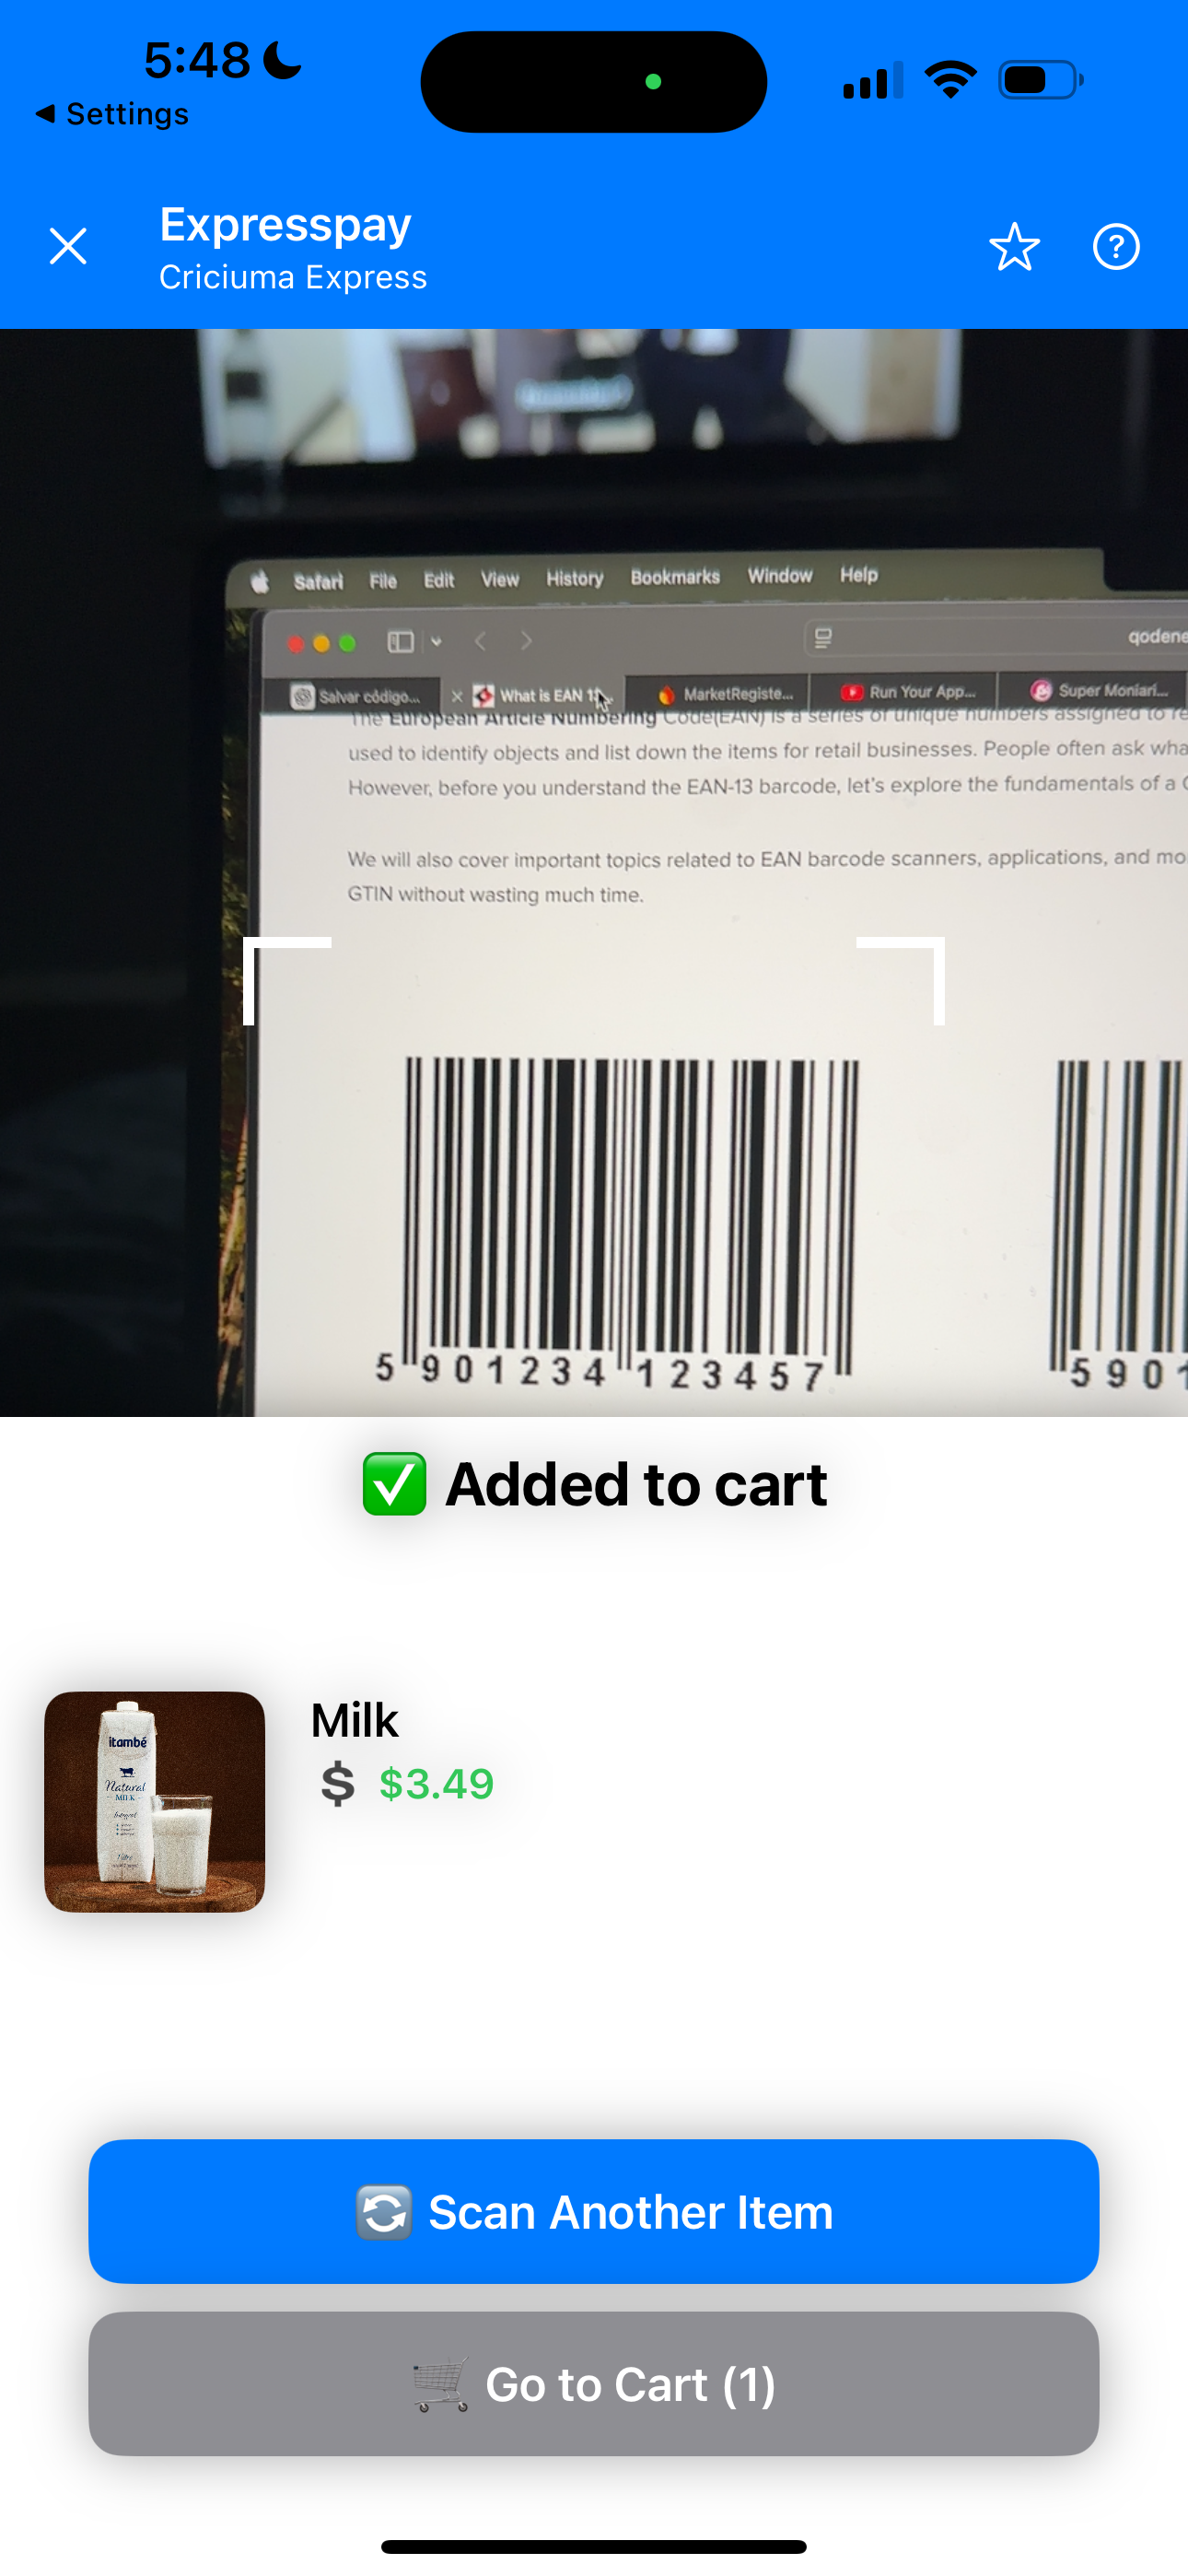 5:48
Settings
Expresspay
Criciuma Express
Safari File Edit View History Bookmarks Window Help
qodene
Salvar código...
What is EAN 13
MarketRegiste...
Run Your App...
Super Moniari...
The European Article Numbering Code(EAN) is a series of unique numbers assigned to re
used to identify objects and list down the items for retail businesses. People often ask wha
However, before you understand the EAN-13 barcode, let's explore the fundamentals of a G
We will also cover important topics related to EAN barcode scanners, applications, and mo
GTIN without wasting much time.
5 901234 123457
5 9 0 1
✅ Added to cart
itambé
Natural
MILK
Milk
$ $3.49
🔄 Scan Another Item
🛒 Go to Cart (1)